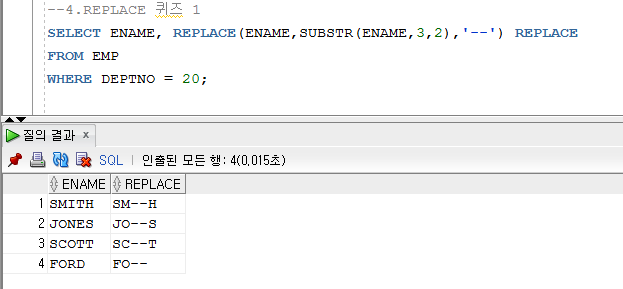 --4.REPLACE 퀴즈 1
SELECT ENAME, REPLACE(ENAME,SUBSTR(ENAME,3,2),'--') REPLACE
FROM EMP
WHERE DEPTNO = 20;
질의 결과 x
SQL | 인출된 모든 행: 4(0,015초)
ENAME REPLACE
1 SMITH SM--H
2 JONES JO--S
3 SCOTT SC--T
4 FORD FO--